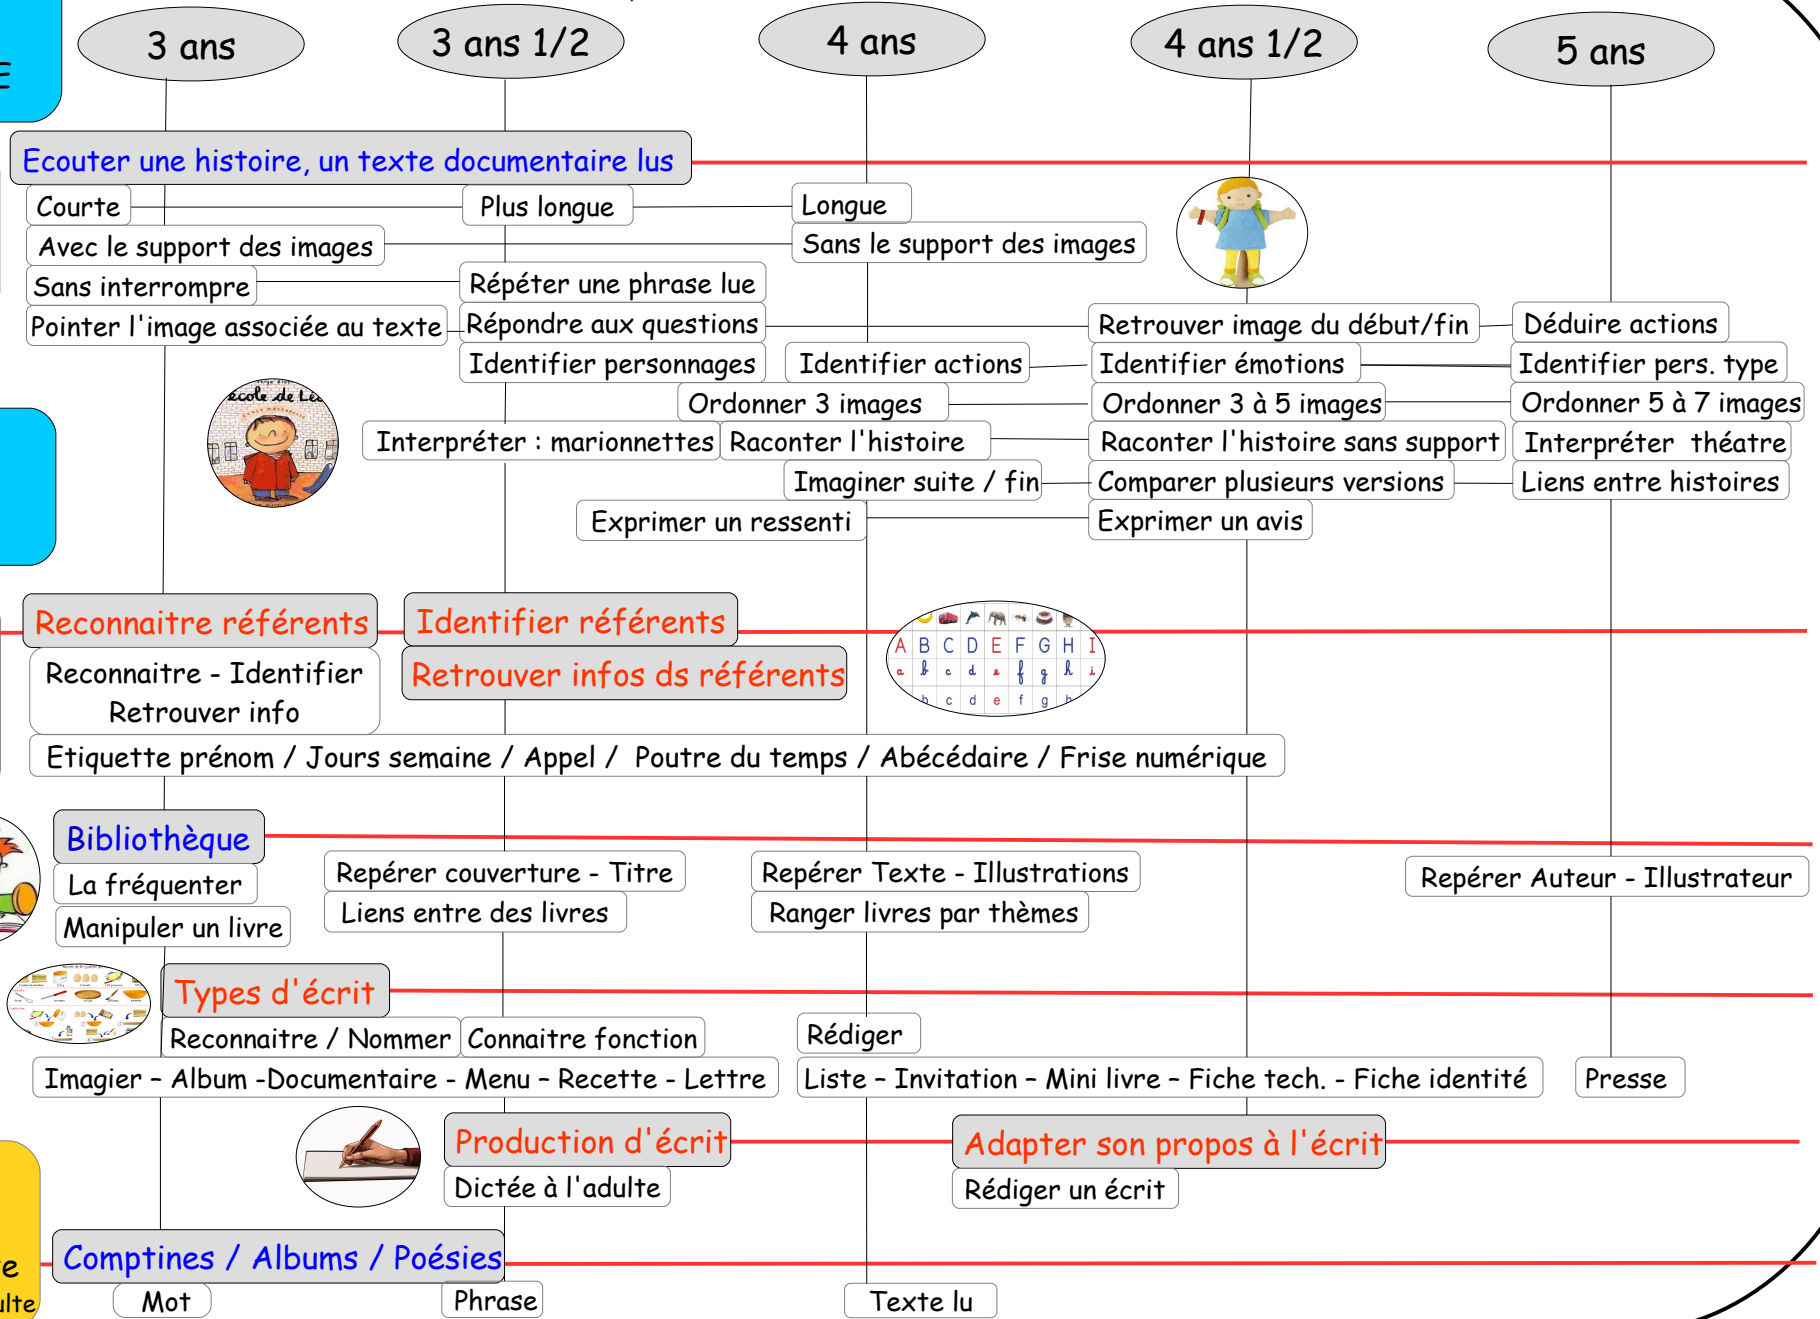 3 ans
3 ans 1/2
4 ans
4 ans 1/2
5 ans
E
Ecouter une histoire, un texte documentaire lus
Courte
Plus longue
Longue
Avec le support des images
Sans le support des images
Sans interrompre
Répéter une phrase lue
Pointer l'image associée au texte
Répondre aux questions
Retrouver image du début/fin
Déduire actions
Identifier personnages
Identifier actions
Identifier émotions
Identifier pers. type
école de Léo
Ordonner 3 images
Ordonner 3 à 5 images
Ordonner 5 à 7 images
Interpréter : marionnettes
Raconter l'histoire
Raconter l'histoire sans support
Interpréter théatre
Imaginer suite / fin
Comparer plusieurs versions
Liens entre histoires
Exprimer un ressenti
Exprimer un avis
Reconnaitre référents
Identifier référents
A B C D E F G H I
a b c d e f g h i
b c d e f g h
Reconnaitre - Identifier
Retrouver info
Retrouver infos ds référents
Etiquette prénom / Jours semaine / Appel / Poutre du temps / Abécédaire / Frise numérique
Bibliothèque
La fréquenter
Repérer couverture - Titre
Repérer Texte - Illustrations
Repérer Auteur - Illustrateur
Manipuler un livre
Liens entre des livres
Ranger livres par thèmes
Types d'écrit
Reconnaitre / Nommer
Connaitre fonction
Rédiger
Imagier – Album -Documentaire - Menu – Recette - Lettre
Liste – Invitation – Mini livre – Fiche tech. - Fiche identité
Presse
Production d'écrit
Adapter son propos à l'écrit
Dictée à l'adulte
Rédiger un écrit
Comptines / Albums / Poésies
e
ulte
Mot
Phrase
Texte lu